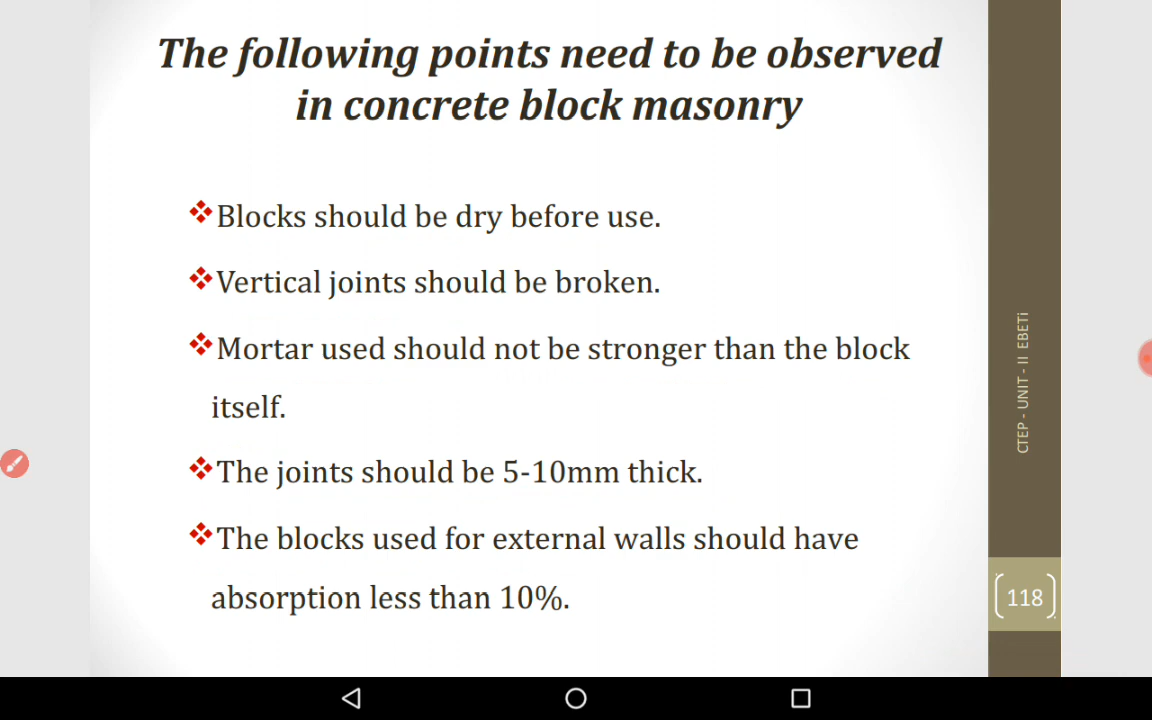 The following points need to be observed
in concrete block masonry
❖Blocks should be dry before use.
❖Vertical joints should be broken.
❖Mortar used should not be stronger than the block
itself.
❖The joints should be 5-10mm thick.
❖The blocks used for external walls should have
absorption less than 10%.
CTEP - UNIT - II EBETi
118